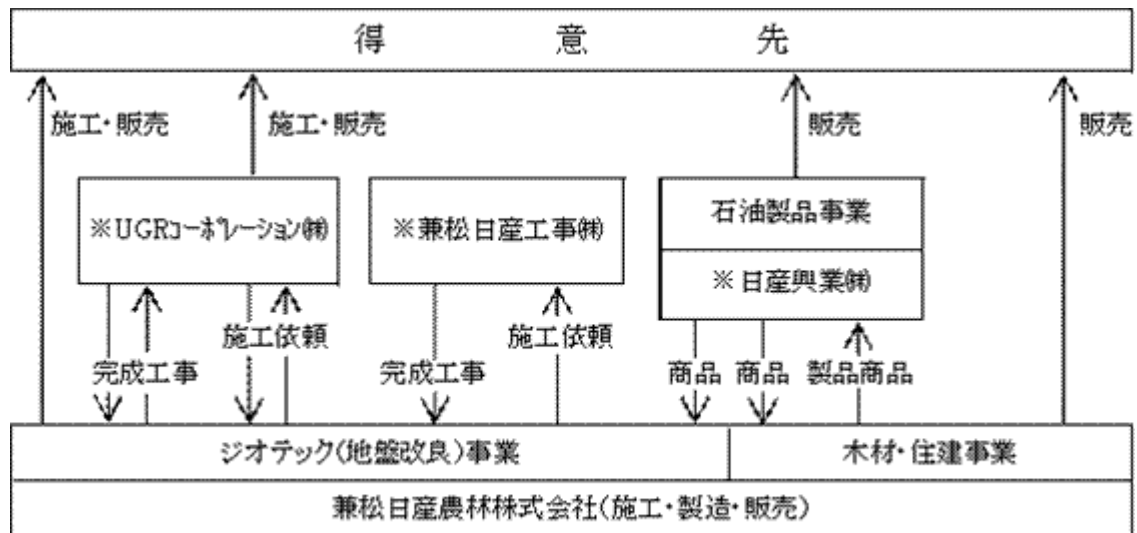 得意先
施工・販売
施工・販売
販売
販売
※UGRコーポレーション㈱
※兼松日産工事㈱
石油製品事業
※日産興業㈱
完成工事
施工依頼
完成工事
施工依頼
商品
商品
製品商品
ジオテック(地盤改良)事業
木材・住建事業
兼松日産農林株式会社(施工・製造・販売)